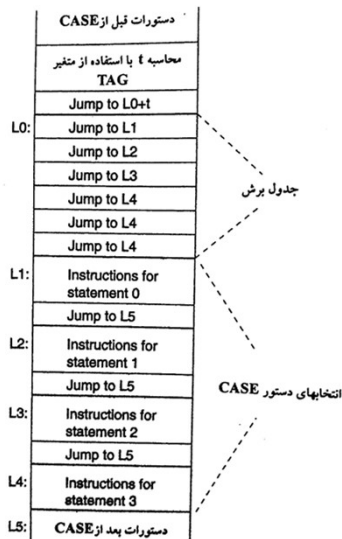 دستورات قبل از CASE
محاسبه t با استفاده از متغیر
TAG
Jump to L0+t
L0: Jump to L1
Jump to L2
Jump to L3
Jump to L4
Jump to L4
Jump to L4
جدول برش
L1: Instructions for
statement 0
Jump to L5
L2: Instructions for
statement 1
Jump to L5
انتخابهای دستور CASE
L3: Instructions for
statement 2
Jump to L5
L4: Instructions for
statement 3
L5: دستورات بعد از CASE